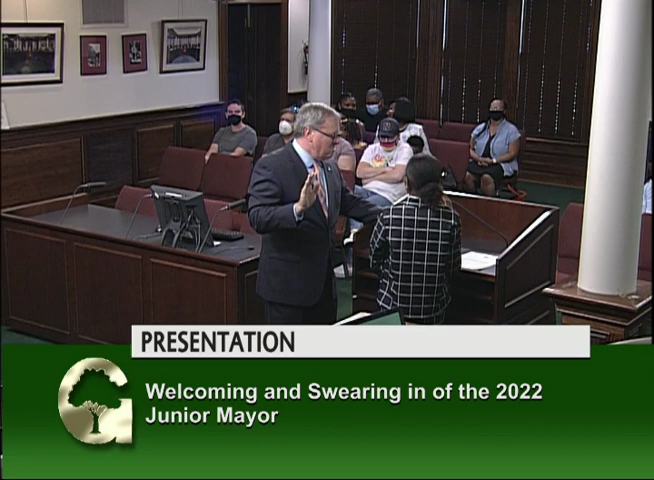 PRESENTATION
Welcoming and Swearing in of the 2022
Junior Mayor
G